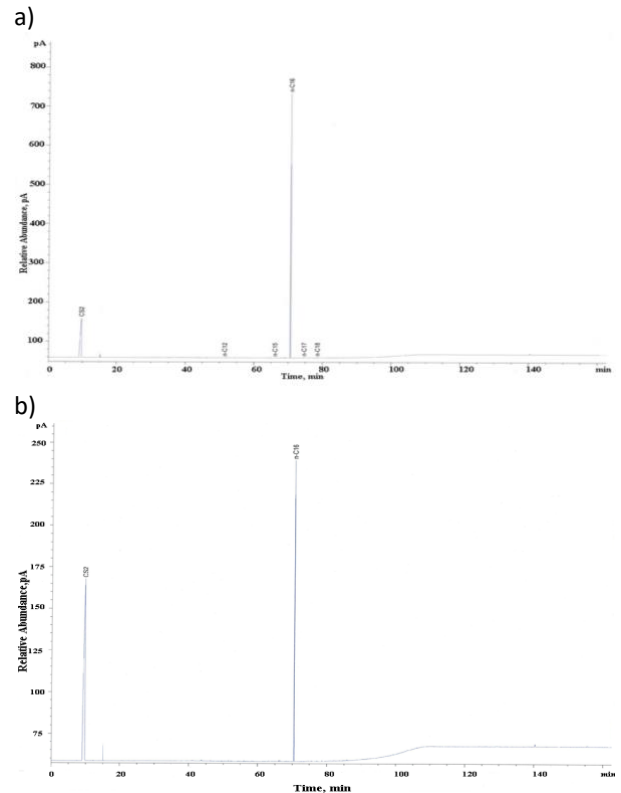 a)
pA
800
700
600
500
400
300
200
100
Relative Abundance, pA
CS2
n-C12
n-C15
n-C16
n-C17
n-C18
0 20 40 60 80 100 120 140 min
Time, min
b)
pA
250
225
200
175
150
125
100
75
Relative Abundance,pA
CS2
n-C16
0 20 40 60 80 100 120 140 min
Time, min